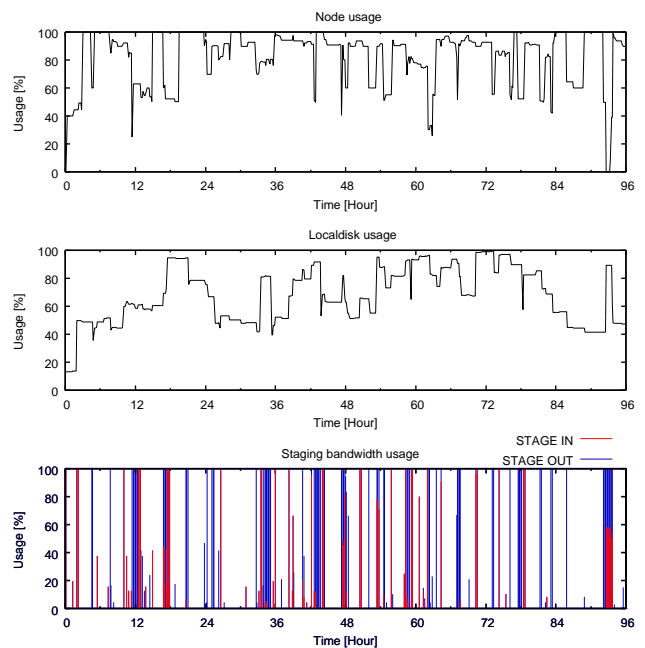 Node usage
100
80
60
40
20
0
Usage [%]
0 12 24 36 48 60 72 84 96
Time [Hour]
Localdisk usage
100
80
60
40
20
0
Usage [%]
0 12 24 36 48 60 72 84 96
Time [Hour]
STAGE IN
Staging bandwidth usage
STAGE OUT
100
80
60
40
20
0
Usage [%]
0 12 24 36 48 60 72 84 96
Time [Hour]